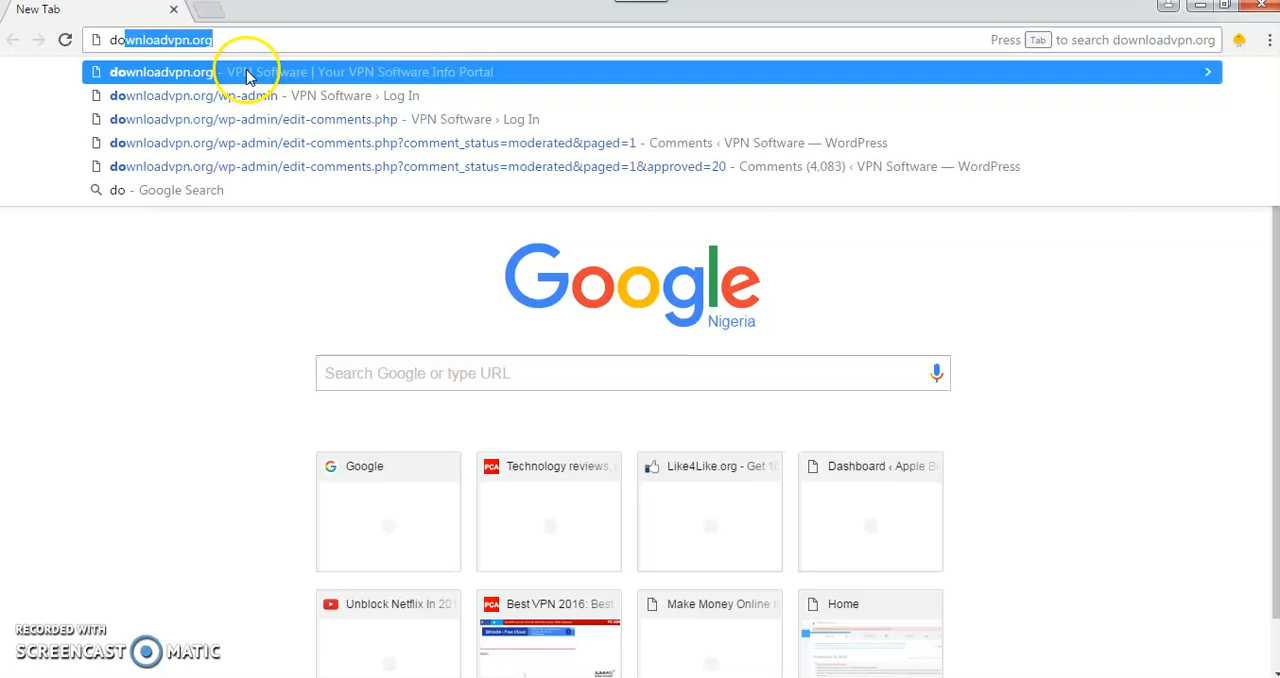 New Tab
downloadvpn.org
Press Tab to search downloadvpn.org
downloadvpn.org - VPN Software | Your VPN Software Info Portal
downloadvpn.org/wp-admin - VPN Software › Log In
downloadvpn.org/wp-admin/edit-comments.php - VPN Software › Log In
downloadvpn.org/wp-admin/edit-comments.php?comment_status=moderated&paged=1 - Comments ‹ VPN Software — WordPress
downloadvpn.org/wp-admin/edit-comments.php?comment_status=moderated&paged=1&approved=20 - Comments (4,083) ‹ VPN Software — WordPress
do - Google Search
Google
Nigeria
Search Google or type URL
Google
PCA Technology reviews,
Like4Like.org - Get 10
Dashboard ‹ Apple B
Unblock Netflix In 201
PCA Best VPN 2016: Best
Make Money Online
Home
RECORDED WITH
SCREENCAST MATIC